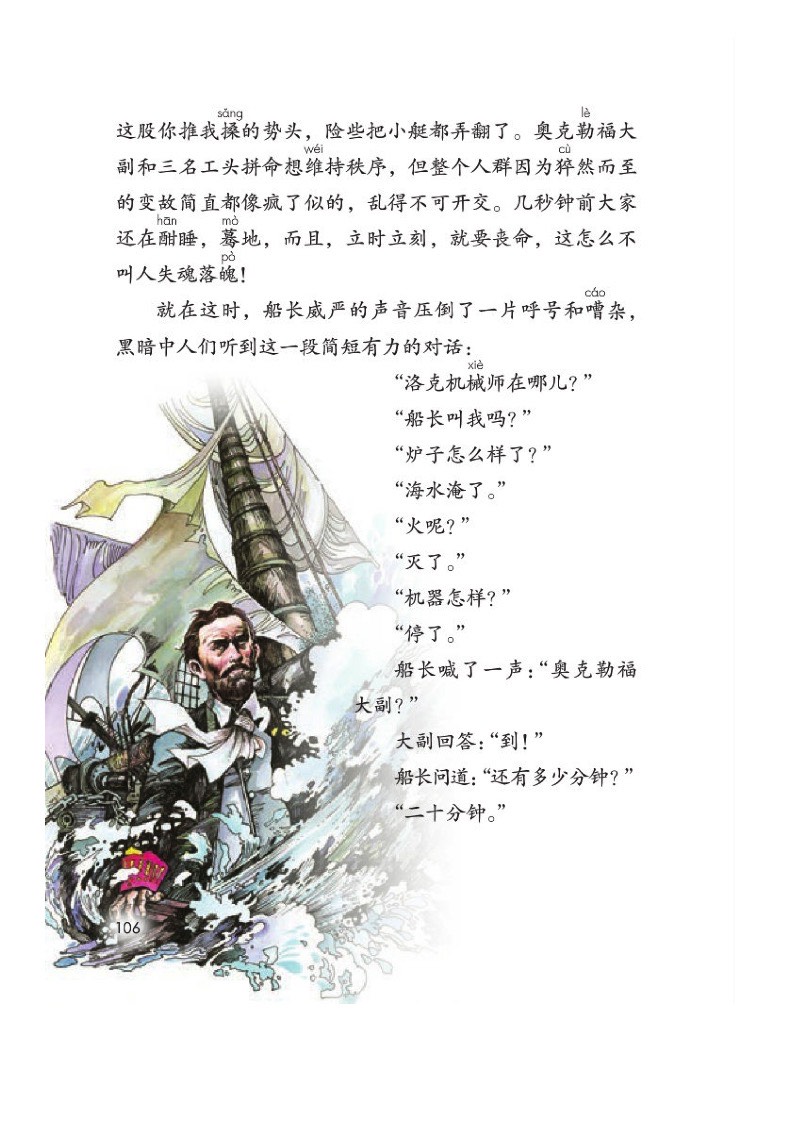 sǎng lè
这股你推我搡的势头，险些把小艇都弄翻了。奥克勒福大
wéi cù
副和三名工头拼命想维持秩序，但整个人群因为猝然而至
的变故简直都像疯了似的，乱得不可开交。几秒钟前大家
hān mò
还在酣睡，蓦地，而且，立时立刻，就要丧命，这怎么不
pò
叫人失魂落魄！
cáo
就在这时，船长威严的声音压倒了一片呼号和嘈杂，
黑暗中人们听到这一段简短有力的对话：
xiè
“洛克机械师在哪儿？”
“船长叫我吗？”
“炉子怎么样了？”
“海水淹了。”
“火呢？”
“灭了。”
“机器怎样？”
“停了。”
船长喊了一声：“奥克勒福
大副？”
大副回答：“到！”
船长问道：“还有多少分钟？”
“二十分钟。”
106